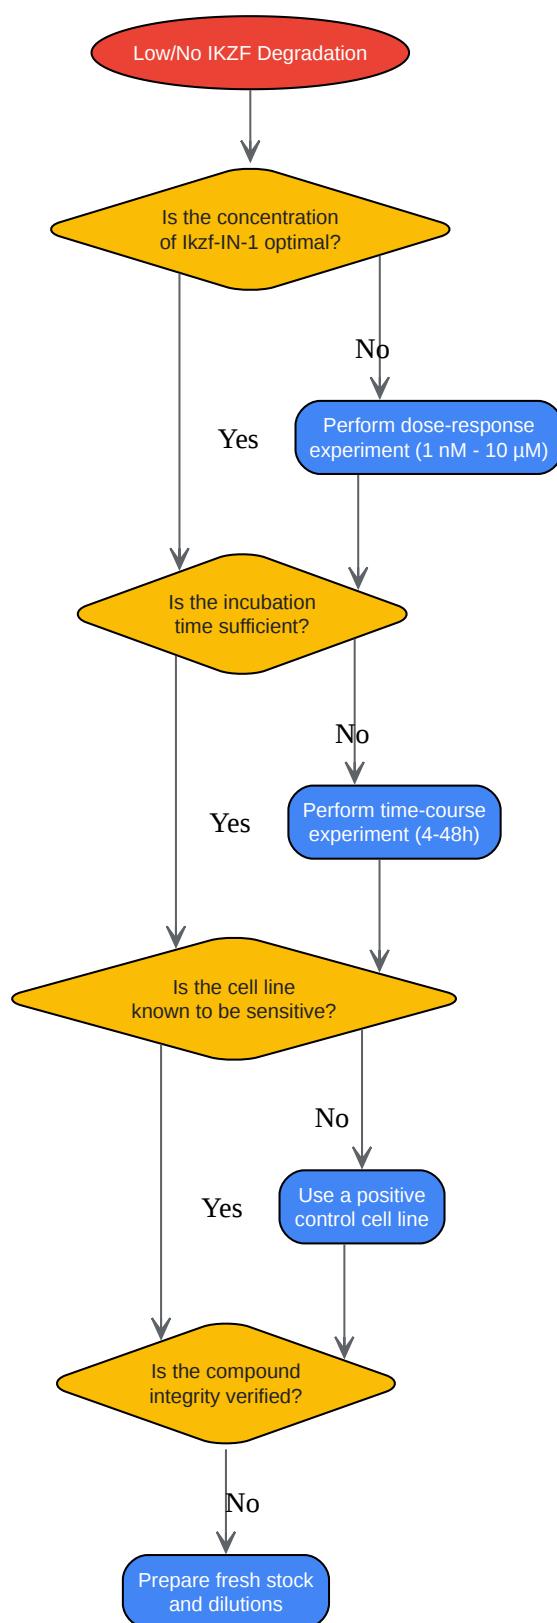 Low/No IKZF Degradation
Is the concentration
of Ikzf-IN-1 optimal?
No
Perform dose-response
experiment (1 nM - 10 µM)
Yes
Is the incubation
time sufficient?
No
Perform time-course
experiment (4-48h)
Yes
Is the cell line
known to be sensitive?
No
Use a positive
control cell line
Yes
Is the compound
integrity verified?
No
Prepare fresh stock
and dilutions